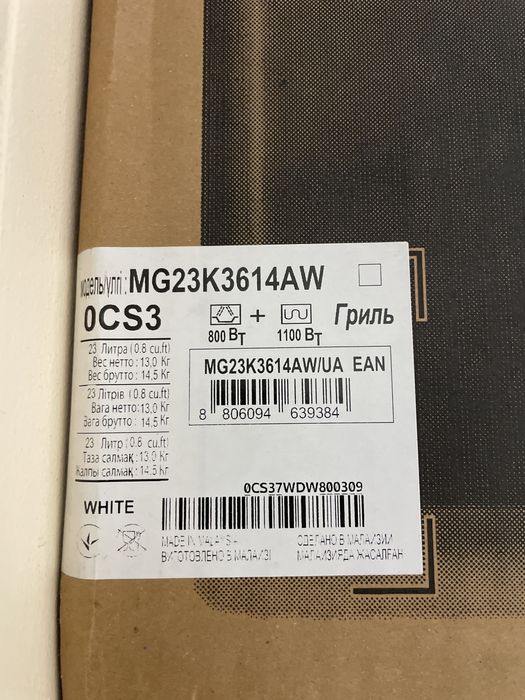 модель/үлгі : MG23K3614AW
0CS3
800 Вт + 1100 Вт Гриль
23 Литра (0.8 cu.ft)
Вес нетто: 13,0 Кг
Вес брутто: 14,5 Кг
23 Літрів (0.8 cu.ft)
Вага нетто:13,0 Кг
Вага брутто: 14,5 Кг
23 Литр (0.8 cu.ft)
Таза салмақ: 13,0 Кг
Жалпы салмақ: 14,5 Кг
MG23K3614AW/UA EAN
8 806094 639384
0CS37WDW800309
WHITE
MADE IN MALAYSIA
ВИГОТОВЛЕНО В МАЛАЗІЇ
СДЕЛАНО В МАЛАЙЗИИ
МАЛАЙЗИЯДА ЖАСАЛҒАН